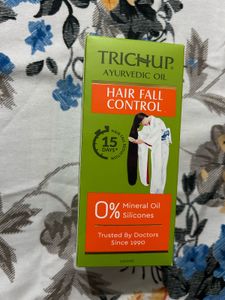 TRICHUP®
AYURVEDIC OIL
HAIR FALL
CONTROL
15
DAYS*
0% Mineral Oil
Silicones
Trusted By Doctors
Since 1990